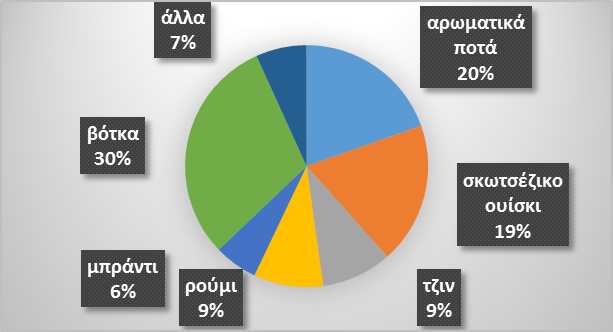 άλλα
7%
αρωματικά
ποτά
20%
βότκα
30%
σκωτσέζικο
ουίσκι
19%
μπράντι
6%
ρούμι
9%
τζιν
9%